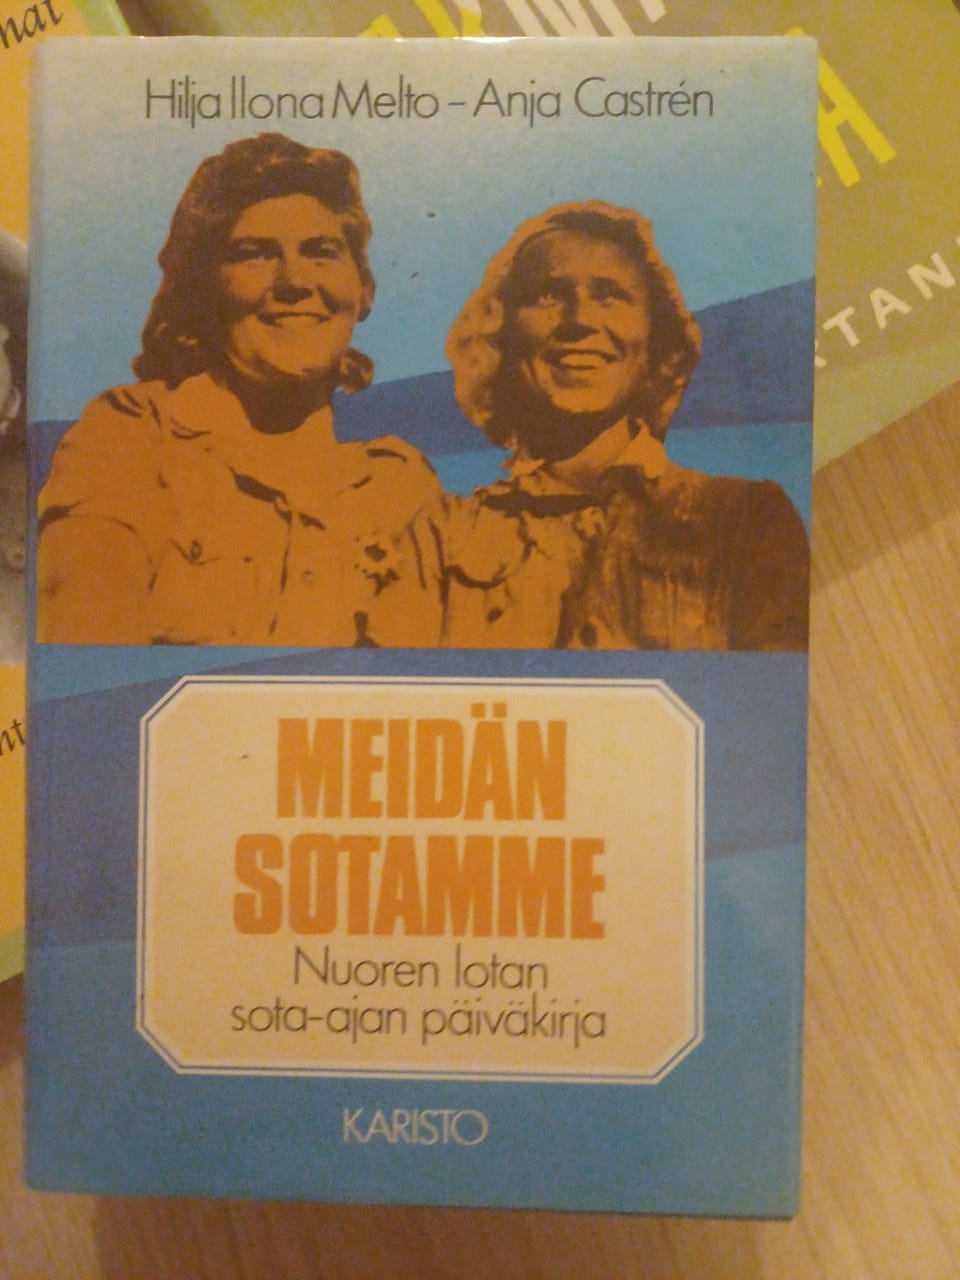 Hilja Ilona Melto – Anja Castrén
MEIDÄN
SOTAMME
Nuoren lotan
sota-ajan päiväkirja
KARISTO